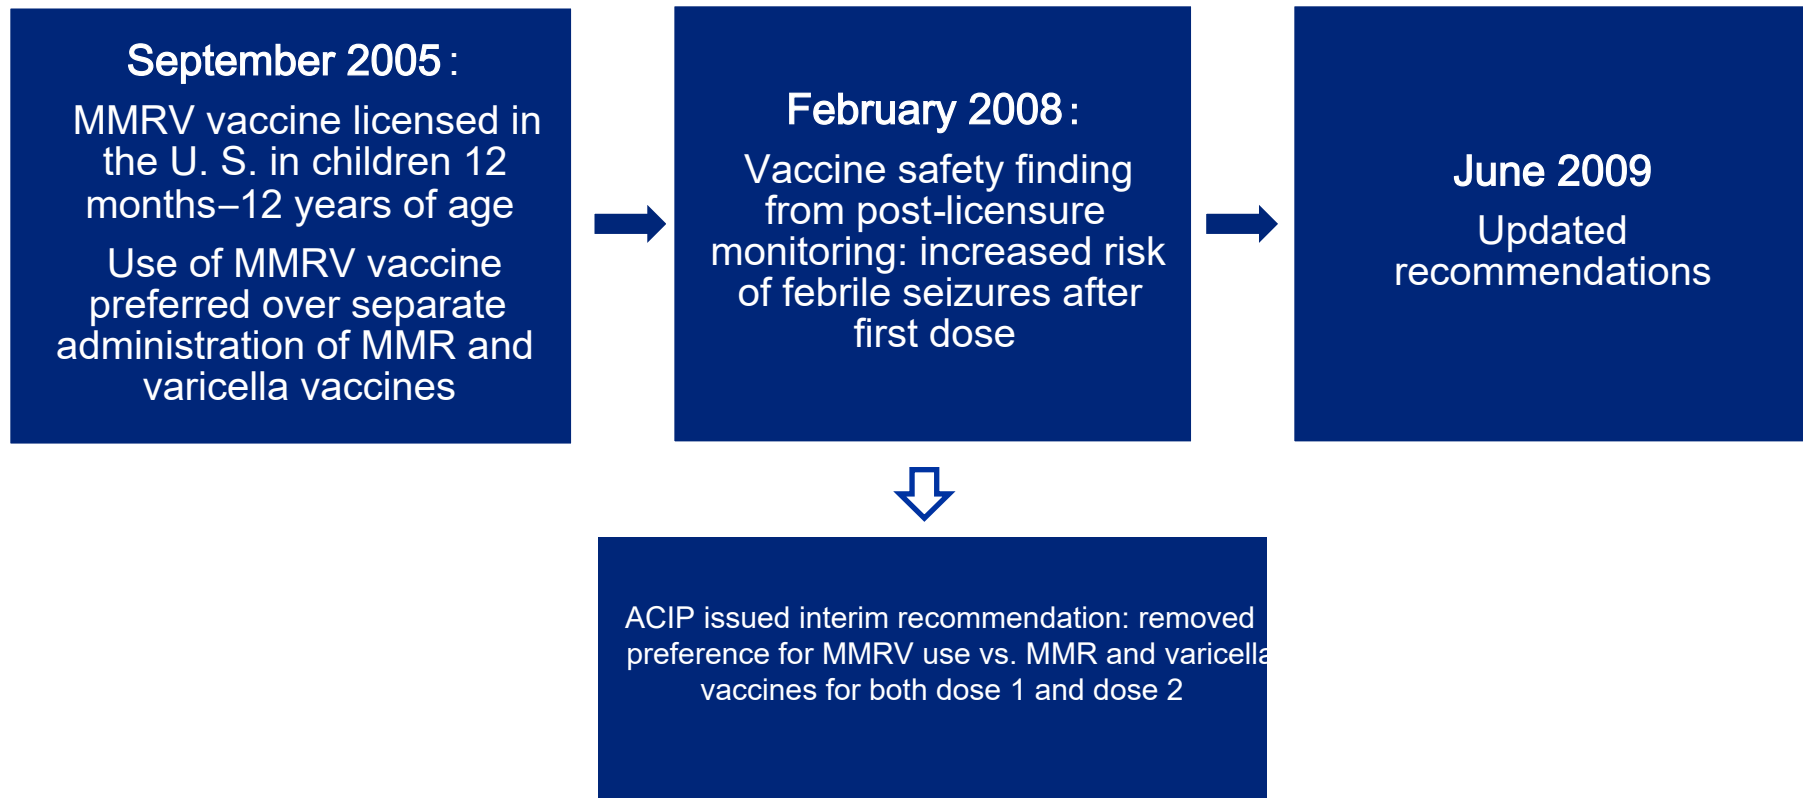 September 2005:
MMRV vaccine licensed in
the U. S. in children 12
months–12 years of age
Use of MMRV vaccine
preferred over separate
administration of MMR and
varicella vaccines
February 2008:
Vaccine safety finding
from post-licensure
monitoring: increased risk
of febrile seizures after
first dose
June 2009
Updated
recommendations
ACIP issued interim recommendation: removed
preference for MMRV use vs. MMR and varicella
vaccines for both dose 1 and dose 2